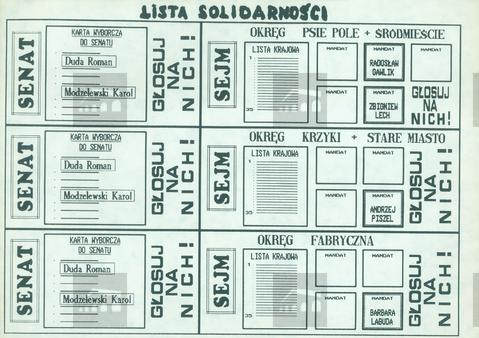 LISTA SOLIDARNOŚCI
SENAT
KARTA WYBORCZA
DO SENATU
Duda Roman
Modzelewski Karol
GŁOSUJ
NA
NICH!
SEJM
OKRĘG PSIE POLE + ŚRÓDMIEŚCIE
LISTA KRAJOWA
1
35
MANDAT
MANDAT
RADOSŁAW
GAWLIK
MANDAT
MANDAT
MANDAT
ZBIGNIEW
LECH
GŁOSUJ
NA
NICH!
SENAT
KARTA WYBORCZA
DO SENATU
Duda Roman
Modzelewski Karol
GŁOSUJ
NA
NICH!
SEJM
OKRĘG KRZYKI + STARE MIASTO
LISTA KRAJOWA
1
35
MANDAT
MANDAT
MANDAT
MANDAT
ANDRZEJ
PISZEL
GŁOSUJ
NA
NICH!
SENAT
KARTA WYBORCZA
DO SENATU
Duda Roman
Modzelewski Karol
GŁOSUJ
NA
NICH!
SEJM
OKRĘG FABRYCZNA
LISTA KRAJOWA
1
35
MANDAT
MANDAT
MANDAT
MANDAT
BARBARA
LABUDA
GŁOSUJ
NA
NICH!